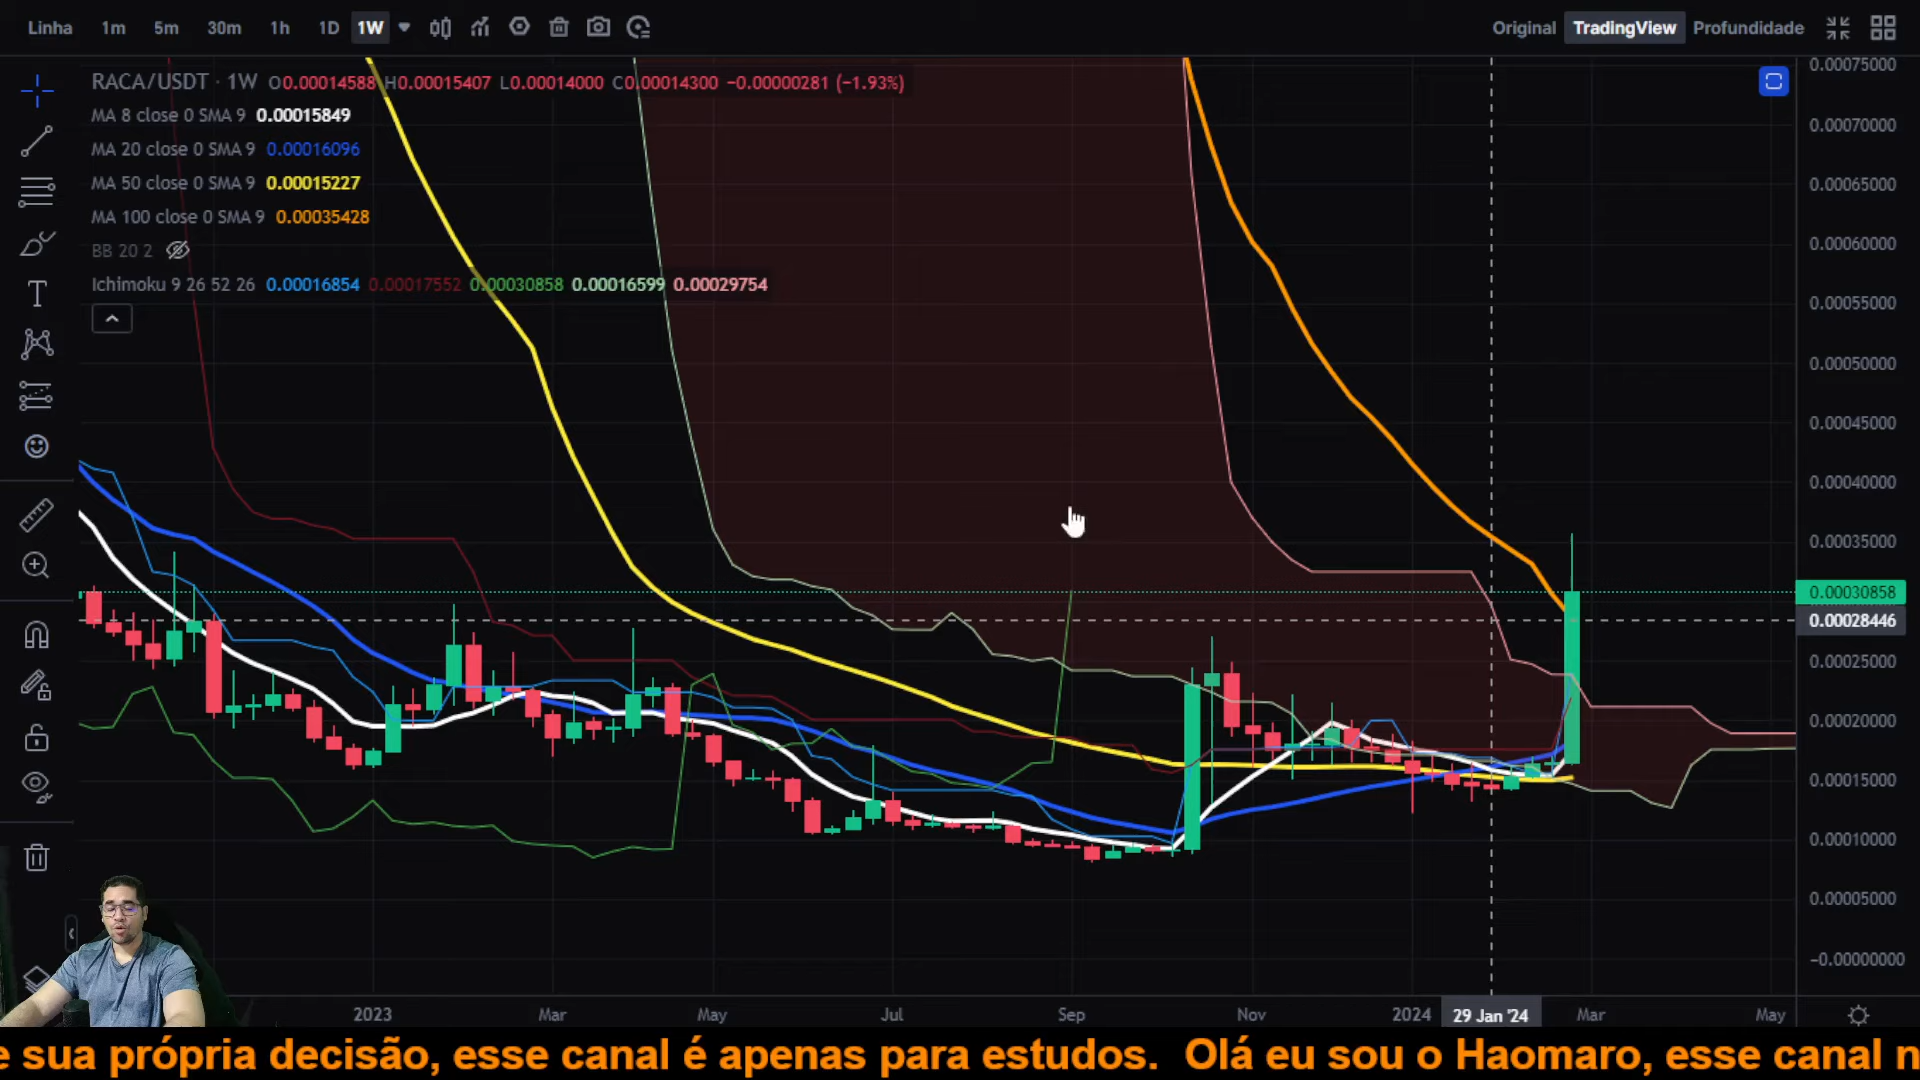 Linha 1m 5m 30m 1h 1D 1W
Original TradingView Profundidade
RACA/USDT · 1W O0.00014588 H0.00015407 L0.00014000 C0.00014300 −0.00000281 (−1.93%)
MA 8 close 0 SMA 9 0.00015849
MA 20 close 0 SMA 9 0.00016096
MA 50 close 0 SMA 9 0.00015227
MA 100 close 0 SMA 9 0.00035428
BB 20 2
Ichimoku 9 26 52 26 0.00016854 0.00017552 0.00030858 0.00016599 0.00029754
0.00075000
0.00070000
0.00065000
0.00060000
0.00055000
0.00050000
0.00045000
0.00040000
0.00035000
0.00030858
0.00028446
0.00025000
0.00020000
0.00015000
0.00010000
0.00005000
−0.00000000
2023 Mar May Jul Sep Nov 2024 29 Jan '24 Mar May
e sua própria decisão, esse canal é apenas para estudos. Olá eu sou o Haomaro, esse canal n